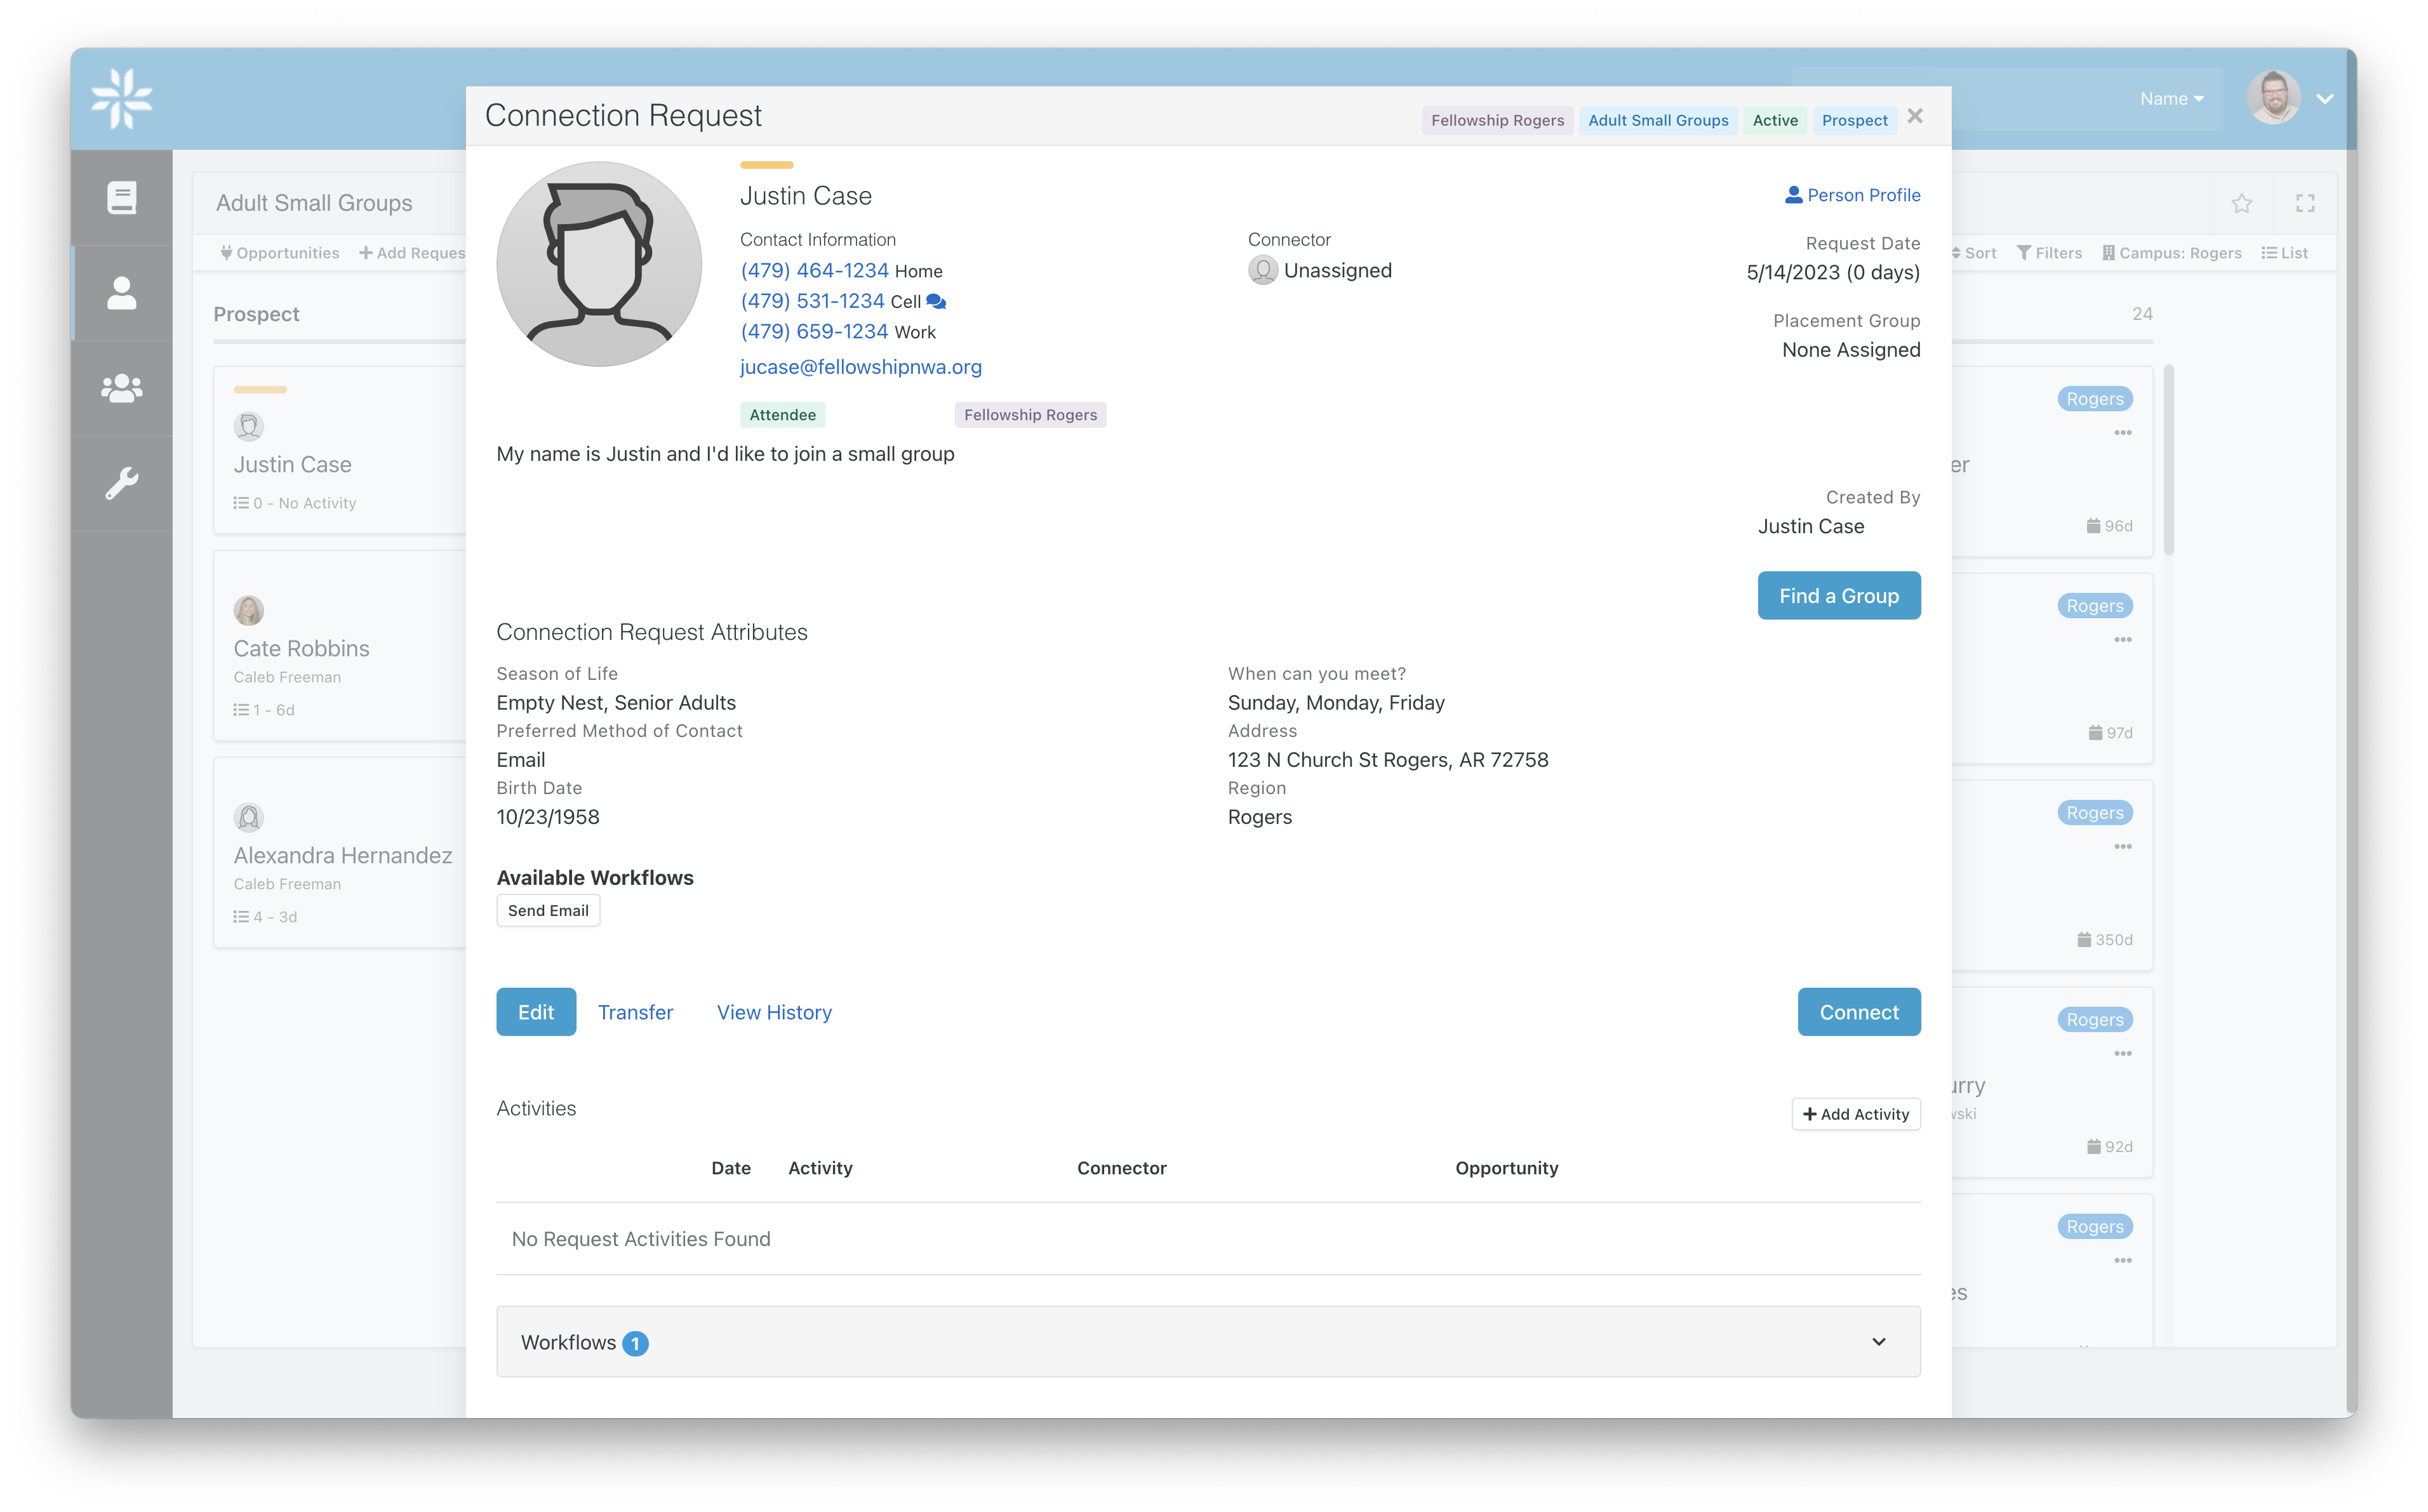 Name
Connection Request
Fellowship Rogers
Adult Small Groups
Active
Prospect
Adult Small Groups
Opportunities
Add Reques
Sort
Filters
Campus: Rogers
List
Prospect
24
Justin Case
0 - No Activity
Cate Robbins
Caleb Freeman
1 - 6d
Alexandra Hernandez
Caleb Freeman
4 - 3d
Justin Case
Person Profile
Contact Information
(479) 464-1234 Home
(479) 531-1234 Cell
(479) 659-1234 Work
jucase@fellowshipnwa.org
Connector
Unassigned
Request Date
5/14/2023 (0 days)
Placement Group
None Assigned
Attendee
Fellowship Rogers
My name is Justin and I'd like to join a small group
Created By
Justin Case
Find a Group
Connection Request Attributes
Season of Life
Empty Nest, Senior Adults
When can you meet?
Sunday, Monday, Friday
Preferred Method of Contact
Email
Address
123 N Church St Rogers, AR 72758
Birth Date
10/23/1958
Region
Rogers
Available Workflows
Send Email
Edit
Transfer
View History
Connect
Activities
Add Activity
Date Activity Connector Opportunity
No Request Activities Found
Workflows 1
Rogers
er
96d
Rogers
97d
Rogers
350d
Rogers
urry
wski
92d
Rogers
es